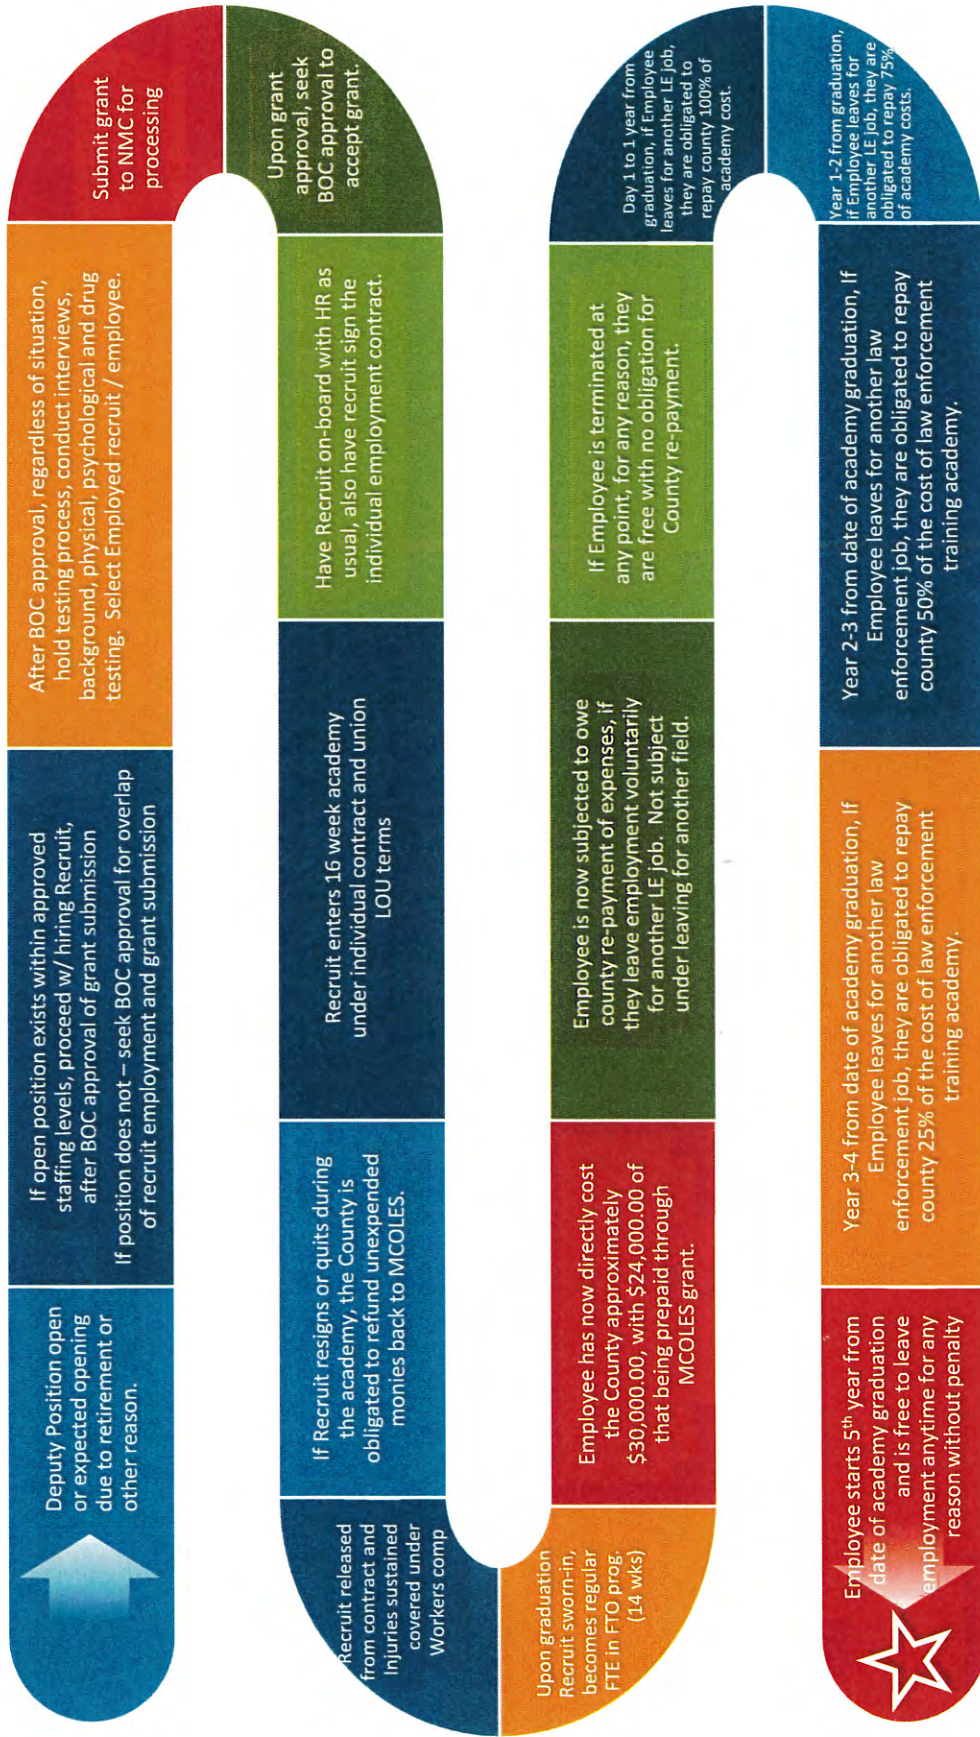 Deputy Position open
or expected opening
due to retirement or
other reason.
If open position exists within approved
staffing levels, proceed w/ hiring Recruit,
after BOC approval of grant submission
If position does not – seek BOC approval for overlap
of recruit employment and grant submission
After BOC approval, regardless of situation,
hold testing process, conduct interviews,
background, physical, psychological and drug
testing. Select Employed recruit / employee.
Submit grant
to NMC for
processing
Upon grant
approval, seek
BOC approval to
accept grant.
Have Recruit on-board with HR as
usual, also have recruit sign the
individual employment contract.
Recruit enters 16 week academy
under individual contract and union
LOU terms
If Recruit resigns or quits during
the academy, the County is
obligated to refund unexpended
monies back to MCOLES.
Recruit released
from contract and
Injuries sustained
covered under
Workers comp
Upon graduation
Recruit sworn-in,
becomes regular
FTE in FTO prog.
(14 wks)
Employee has now directly cost
the County approximately
$30,000.00, with $24,000.00 of
that being prepaid through
MCOLES grant.
Employee is now subjected to owe
county re-payment of expenses, if
they leave employment voluntarily
for another LE job. Not subject
under leaving for another field.
If Employee is terminated at
any point, for any reason, they
are free with no obligation for
County re-payment.
Day 1 to 1 year from
graduation, if Employee
leaves for another LE job,
they are obligated to
repay county 100% of
academy cost.
Year 1-2 from graduation,
if Employee leaves for
another LE job, they are
obligated to repay 75%
of academy costs.
Year 2-3 from date of academy graduation, If
Employee leaves for another law
enforcement job, they are obligated to repay
county 50% of the cost of law enforcement
training academy.
Year 3-4 from date of academy graduation, If
Employee leaves for another law
enforcement job, they are obligated to repay
county 25% of the cost of law enforcement
training academy.
Employee starts 5th year from
date of academy graduation
and is free to leave
employment anytime for any
reason without penalty